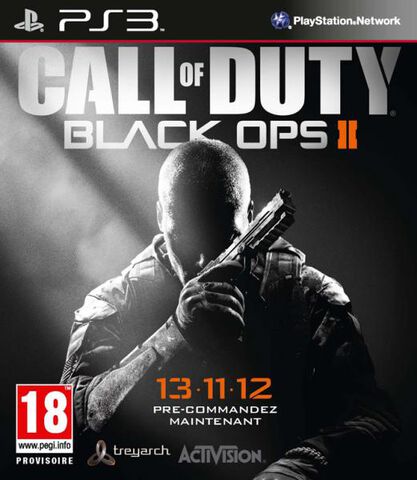 PS3
PlayStation®Network
CALL OF DUTY
BLACK OPS II
13·11·12
PRE-COMMANDEZ
MAINTENANT
18
www.pegi.info
PROVISOIRE
treyarch
ACTIVISION